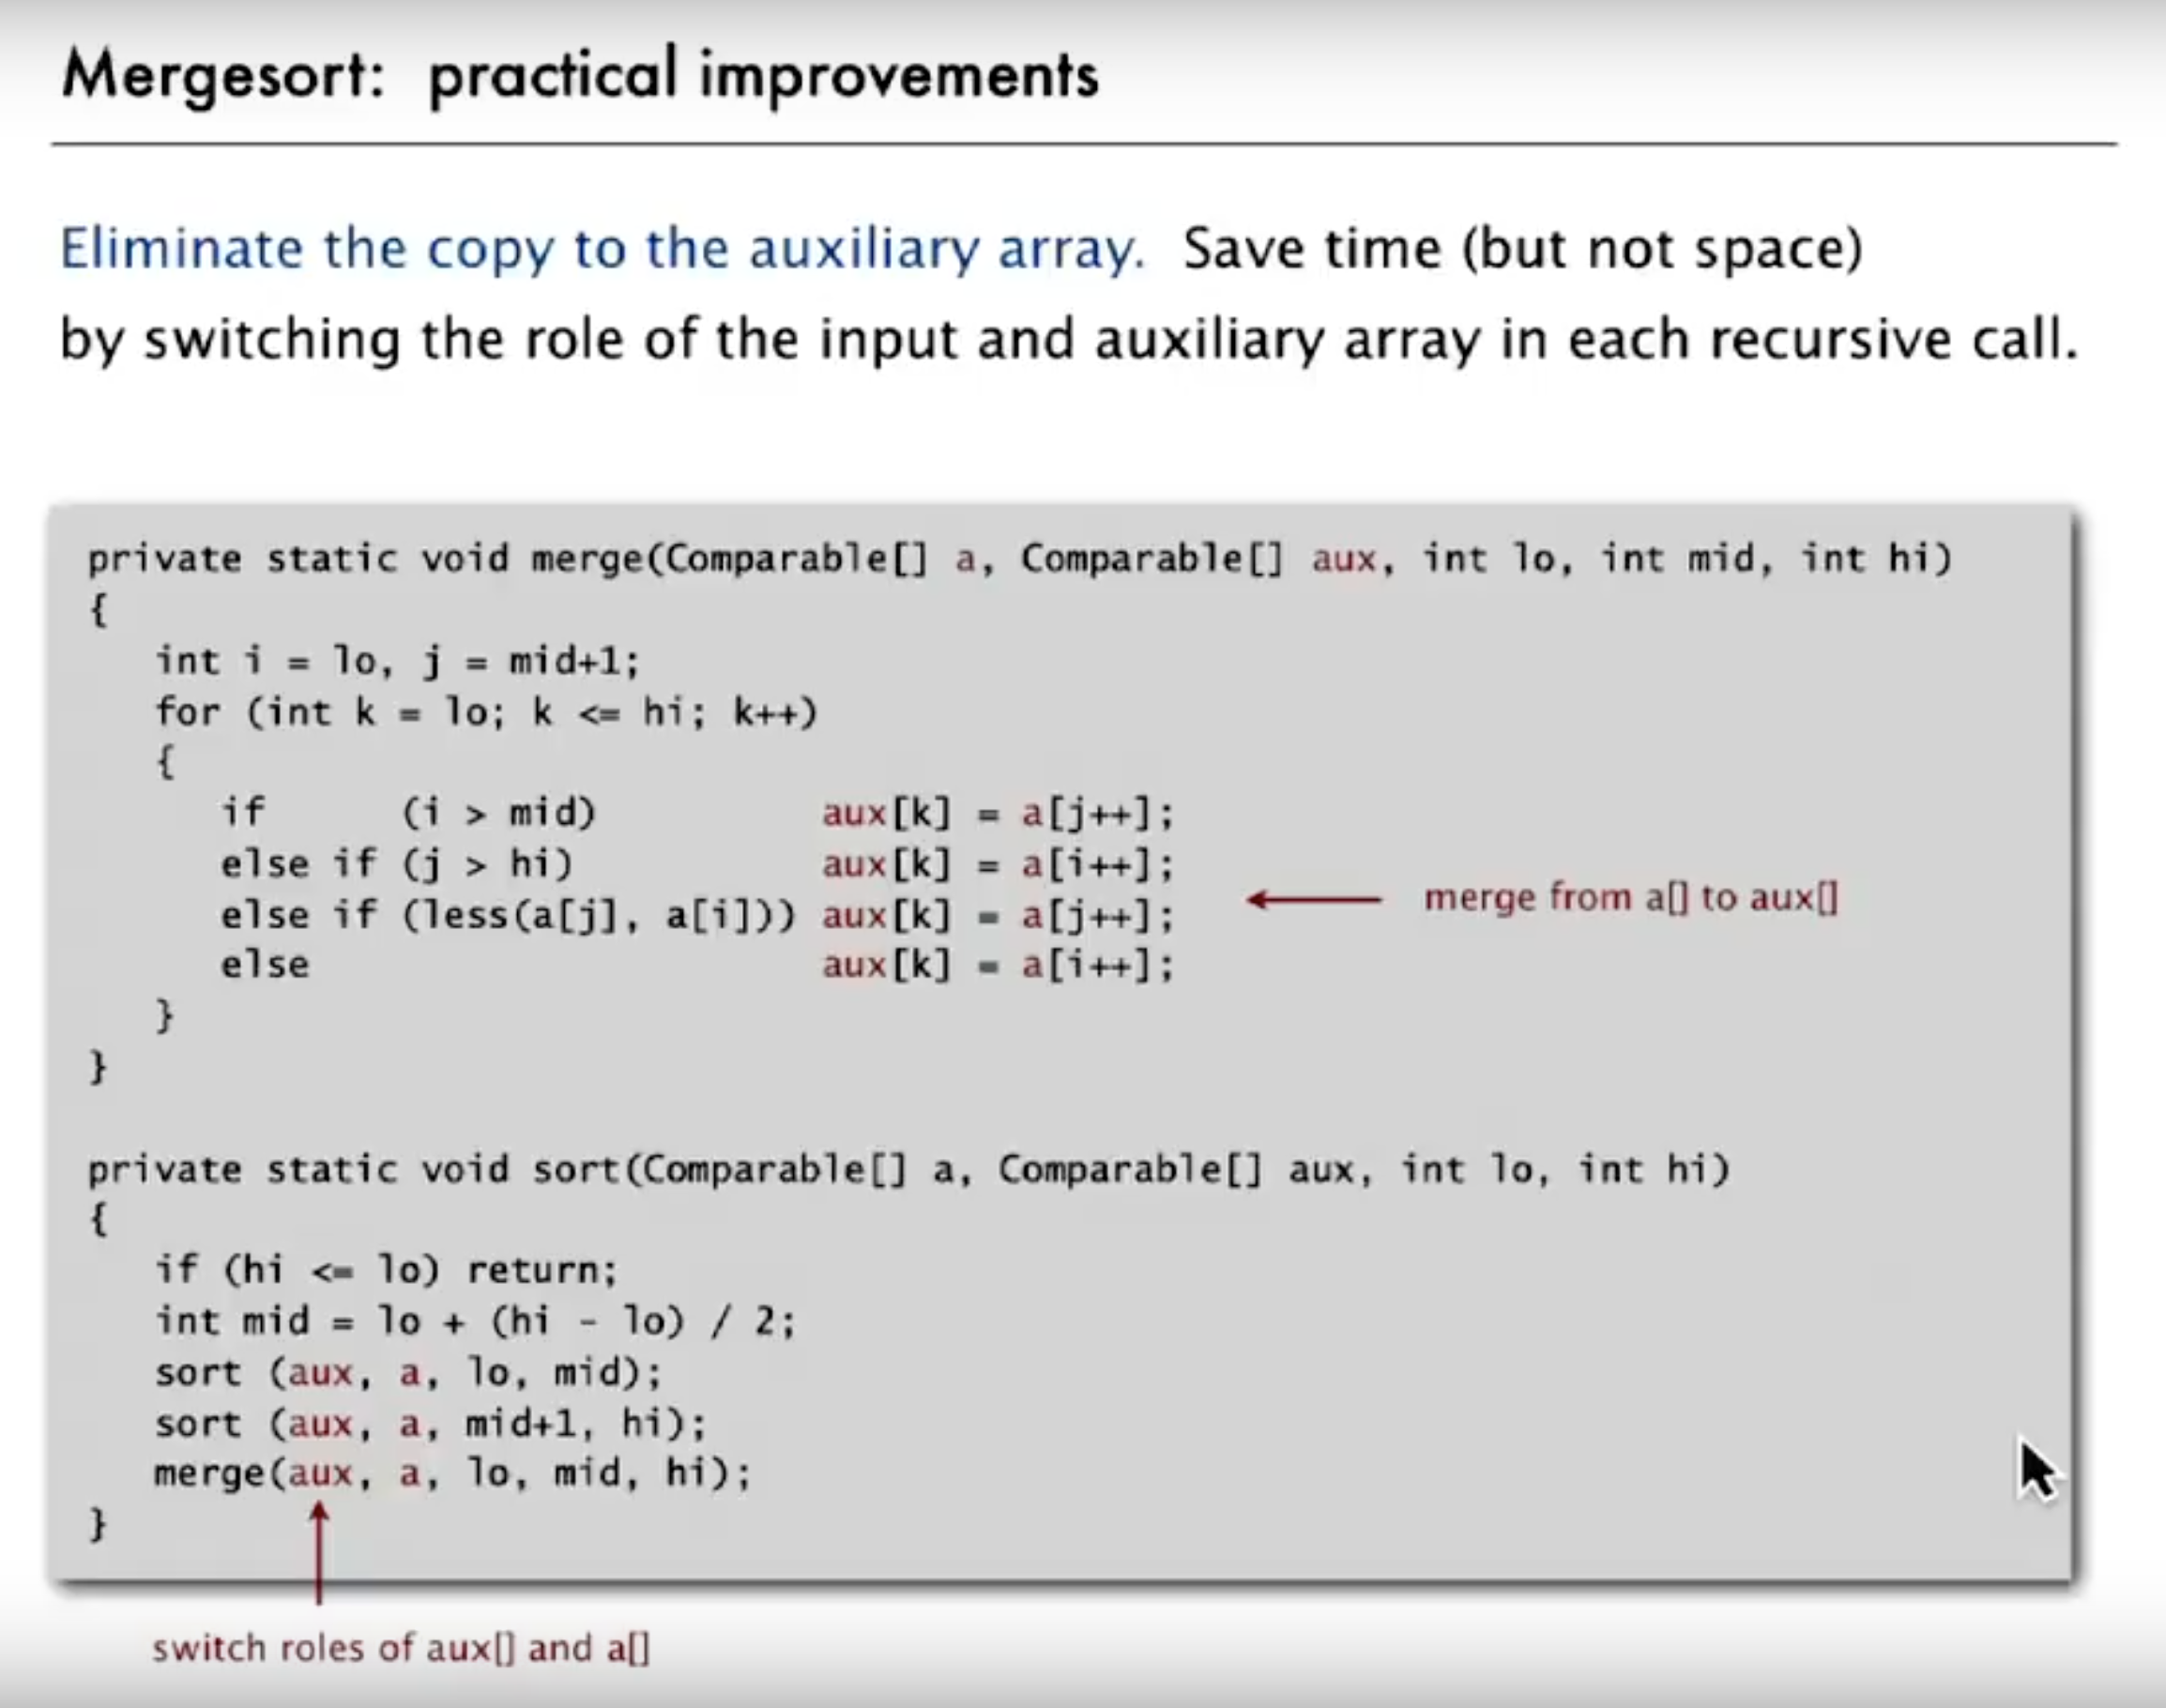 Mergesort: practical improvements
Eliminate the copy to the auxiliary array. Save time (but not space)
by switching the role of the input and auxiliary array in each recursive call.
private static void merge(Comparable[] a, Comparable[] aux, int lo, int mid, int hi)
{
int i = lo, j = mid+1;
for (int k = lo; k <= hi; k++)
{
if (i > mid) aux[k] = a[j++];
else if (j > hi) aux[k] = a[i++];
else if (less(a[j], a[i])) aux[k] = a[j++];
else aux[k] = a[i++];
}
}
merge from a[] to aux[]
private static void sort(Comparable[] a, Comparable[] aux, int lo, int hi)
{
if (hi <= lo) return;
int mid = lo + (hi - lo) / 2;
sort (aux, a, lo, mid);
sort (aux, a, mid+1, hi);
merge(aux, a, lo, mid, hi);
}
switch roles of aux[] and a[]